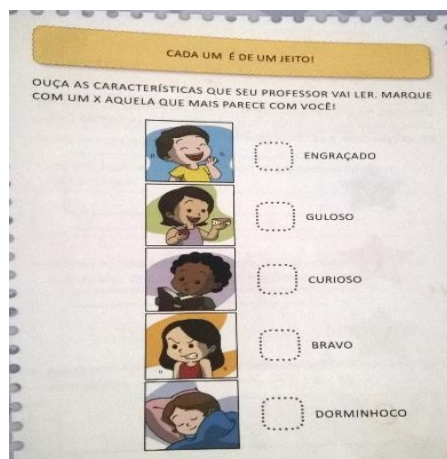 CADA UM É DE UM JEITO!
OUÇA AS CARACTERÍSTICAS QUE SEU PROFESSOR VAI LER. MARQUE
COM UM X AQUELA QUE MAIS PARECE COM VOCÊ!
ENGRAÇADO
GULOSO
CURIOSO
BRAVO
DORMINHOCO